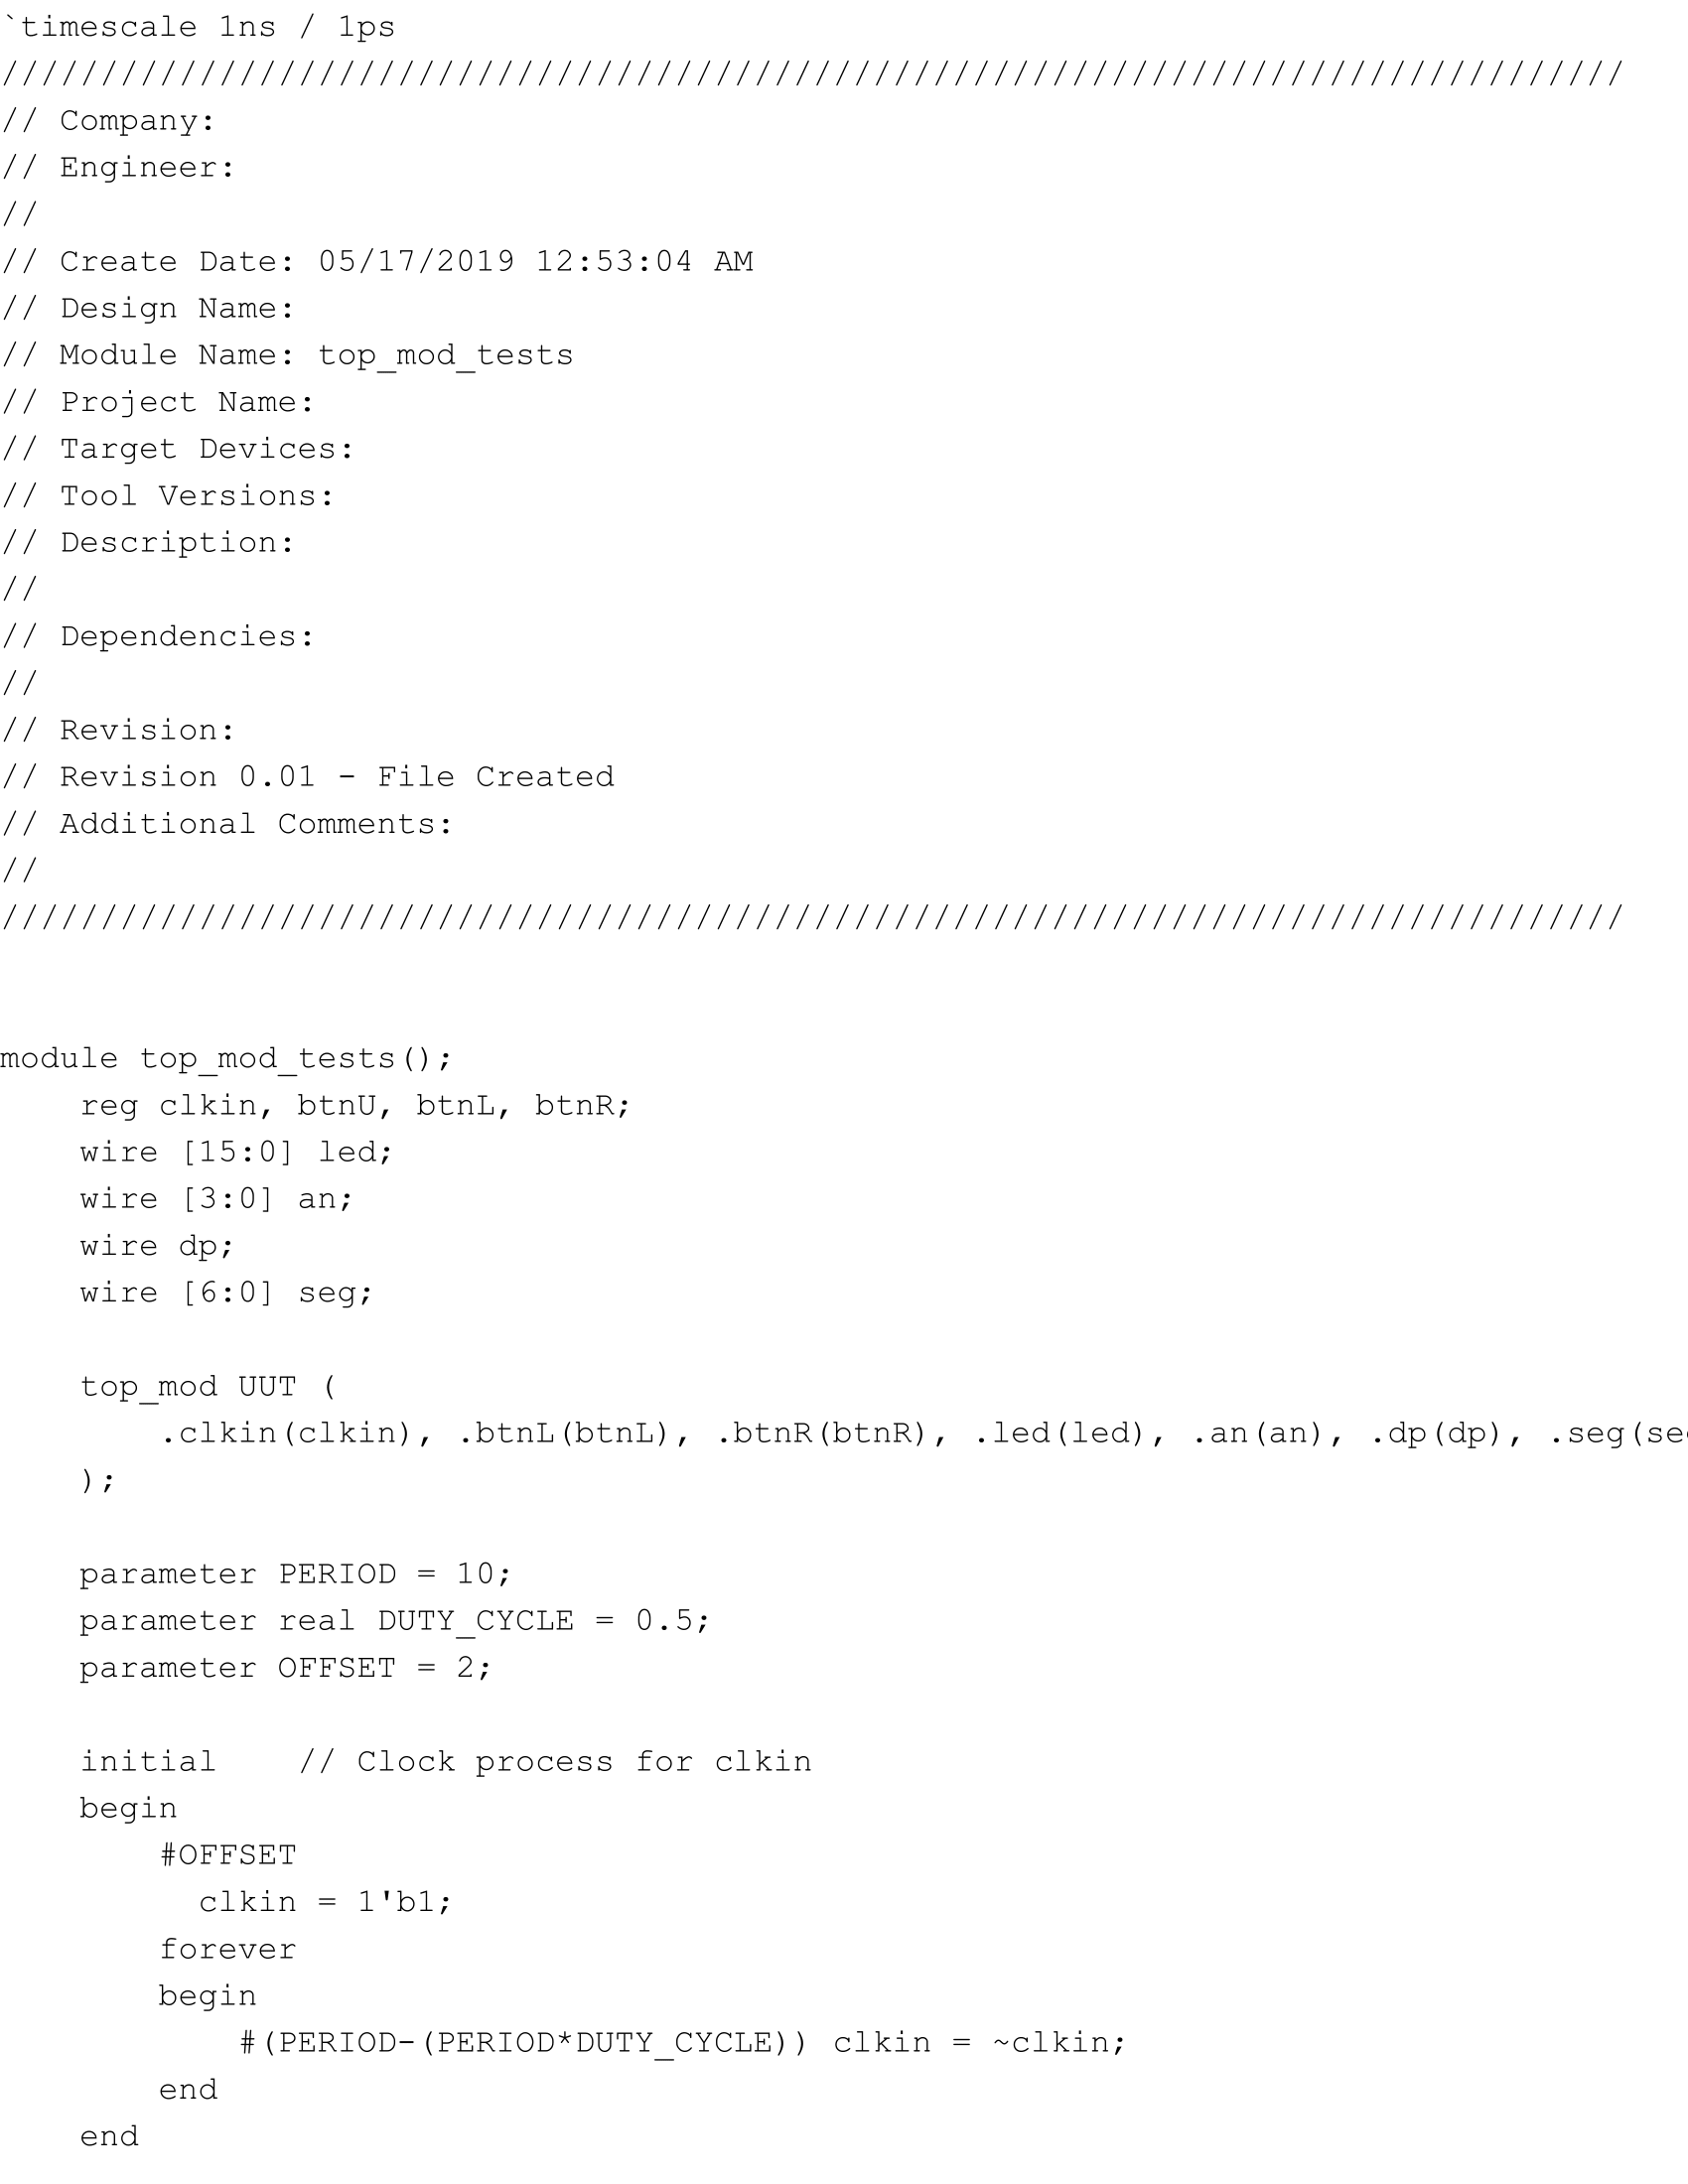 `timescale 1ns / 1ps
//////////////////////////////////////////////////////////////////////////////////
// Company:
// Engineer:
//
// Create Date: 05/17/2019 12:53:04 AM
// Design Name:
// Module Name: top_mod_tests
// Project Name:
// Target Devices:
// Tool Versions:
// Description:
//
// Dependencies:
//
// Revision:
// Revision 0.01 - File Created
// Additional Comments:
//
//////////////////////////////////////////////////////////////////////////////////
module top_mod_tests();
    reg clkin, btnU, btnL, btnR;
    wire [15:0] led;
    wire [3:0] an;
    wire dp;
    wire [6:0] seg;
    top_mod UUT (
        .clkin(clkin), .btnL(btnL), .btnR(btnR), .led(led), .an(an), .dp(dp), .seg(se
    );
    parameter PERIOD = 10;
    parameter real DUTY_CYCLE = 0.5;
    parameter OFFSET = 2;
    initial    // Clock process for clkin
    begin
        #OFFSET
          clkin = 1'b1;
        forever
        begin
            #(PERIOD-(PERIOD*DUTY_CYCLE)) clkin = ~clkin;
        end
    end